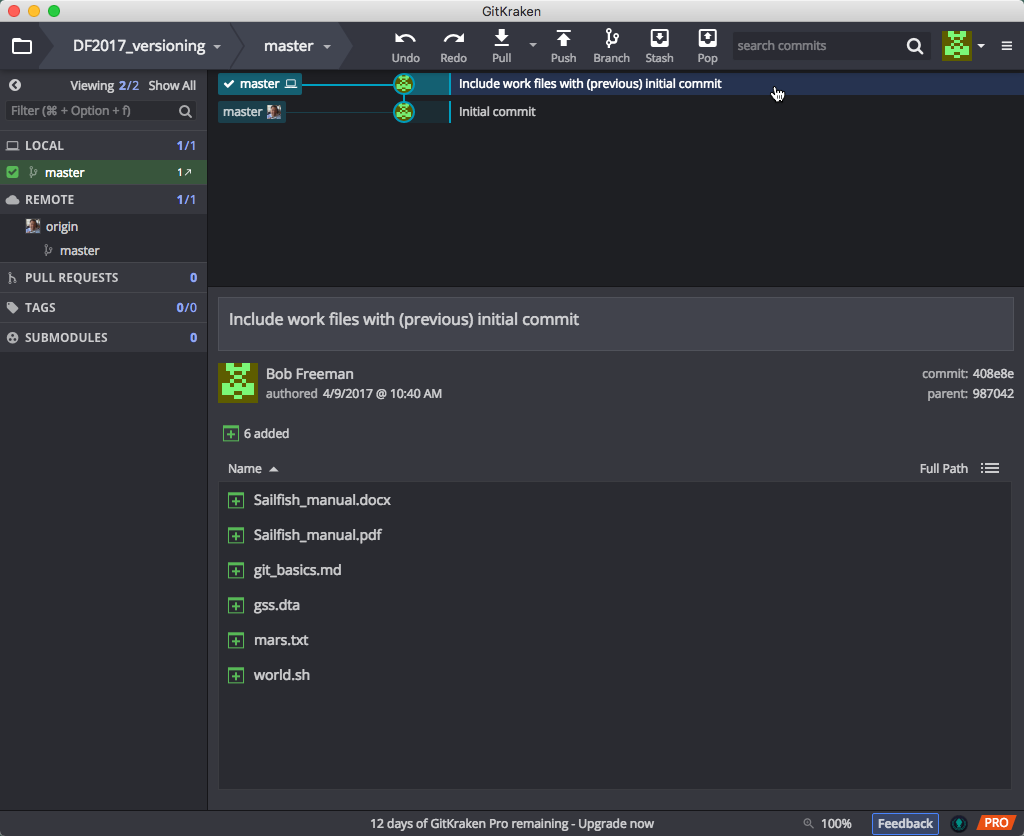 GitKraken
DF2017_versioning master Undo Redo Pull Push Branch Stash Pop search commits
Viewing 2/2 Show All
Filter (⌘ + Option + f)
LOCAL 1/1
master 1↗
REMOTE 1/1
origin
master
PULL REQUESTS 0
TAGS 0/0
SUBMODULES 0
master Include work files with (previous) initial commit
master Initial commit
Include work files with (previous) initial commit
Bob Freeman commit: 408e8e
authored 4/9/2017 @ 10:40 AM parent: 987042
6 added
Name Full Path
Sailfish_manual.docx
Sailfish_manual.pdf
git_basics.md
gss.dta
mars.txt
world.sh
12 days of GitKraken Pro remaining - Upgrade now 100% Feedback PRO